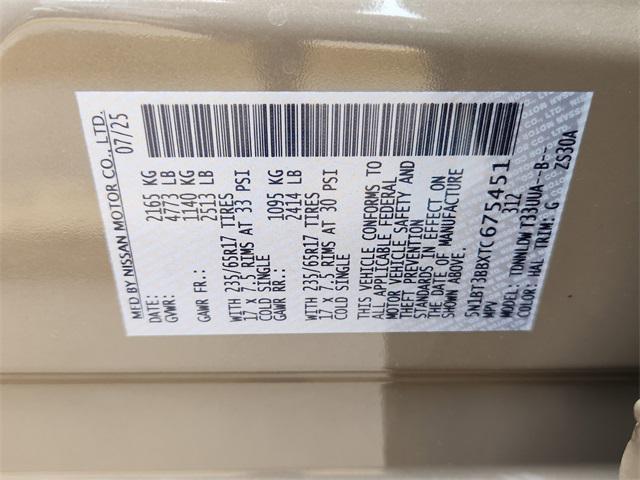 MFD BY NISSAN MOTOR CO., LTD.
DATE: 07/25
GVWR: 2165 KG
4773 LB
GAWR FR.: 1140 KG
2513 LB
WITH 235/65R17 TIRES
17 X 7.5 RIMS AT 33 PSI
COLD SINGLE
GAWR RR.: 1095 KG
2414 LB
WITH 235/65R17 TIRES
17 X 7.5 RIMS AT 30 PSI
COLD SINGLE
THIS VEHICLE CONFORMS TO
ALL APPLICABLE FEDERAL
MOTOR VEHICLE SAFETY AND
THEFT PREVENTION
STANDARDS IN EFFECT ON
THE DATE OF MANUFACTURE
SHOWN ABOVE.
5N1BT3BBXTC675451
MPV 312
MODEL: TDNNLDW T33UUA--B--
COLOR: HAL TRIM: G ZS30A